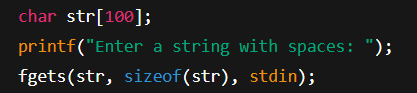 char str[100];
printf("Enter a string with spaces: ");
fgets(str, sizeof(str), stdin);